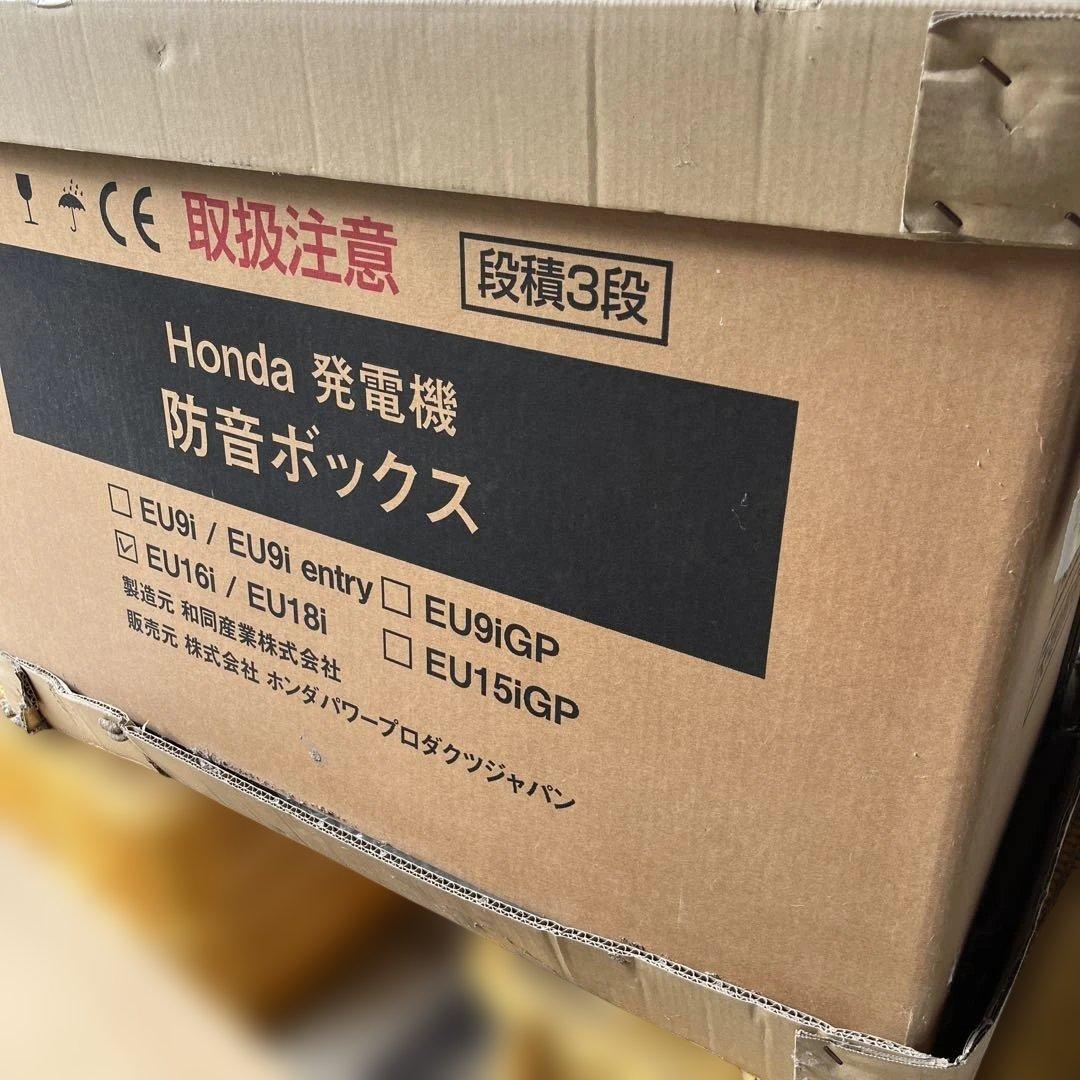 CE 取扱注意 段積3段
Honda 発電機
防音ボックス
EU9i / EU9i entry EU9iGP
EU16i / EU18i EU15iGP
製造元 和同産業株式会社
販売元 株式会社 ホンダパワープロダクツジャパン